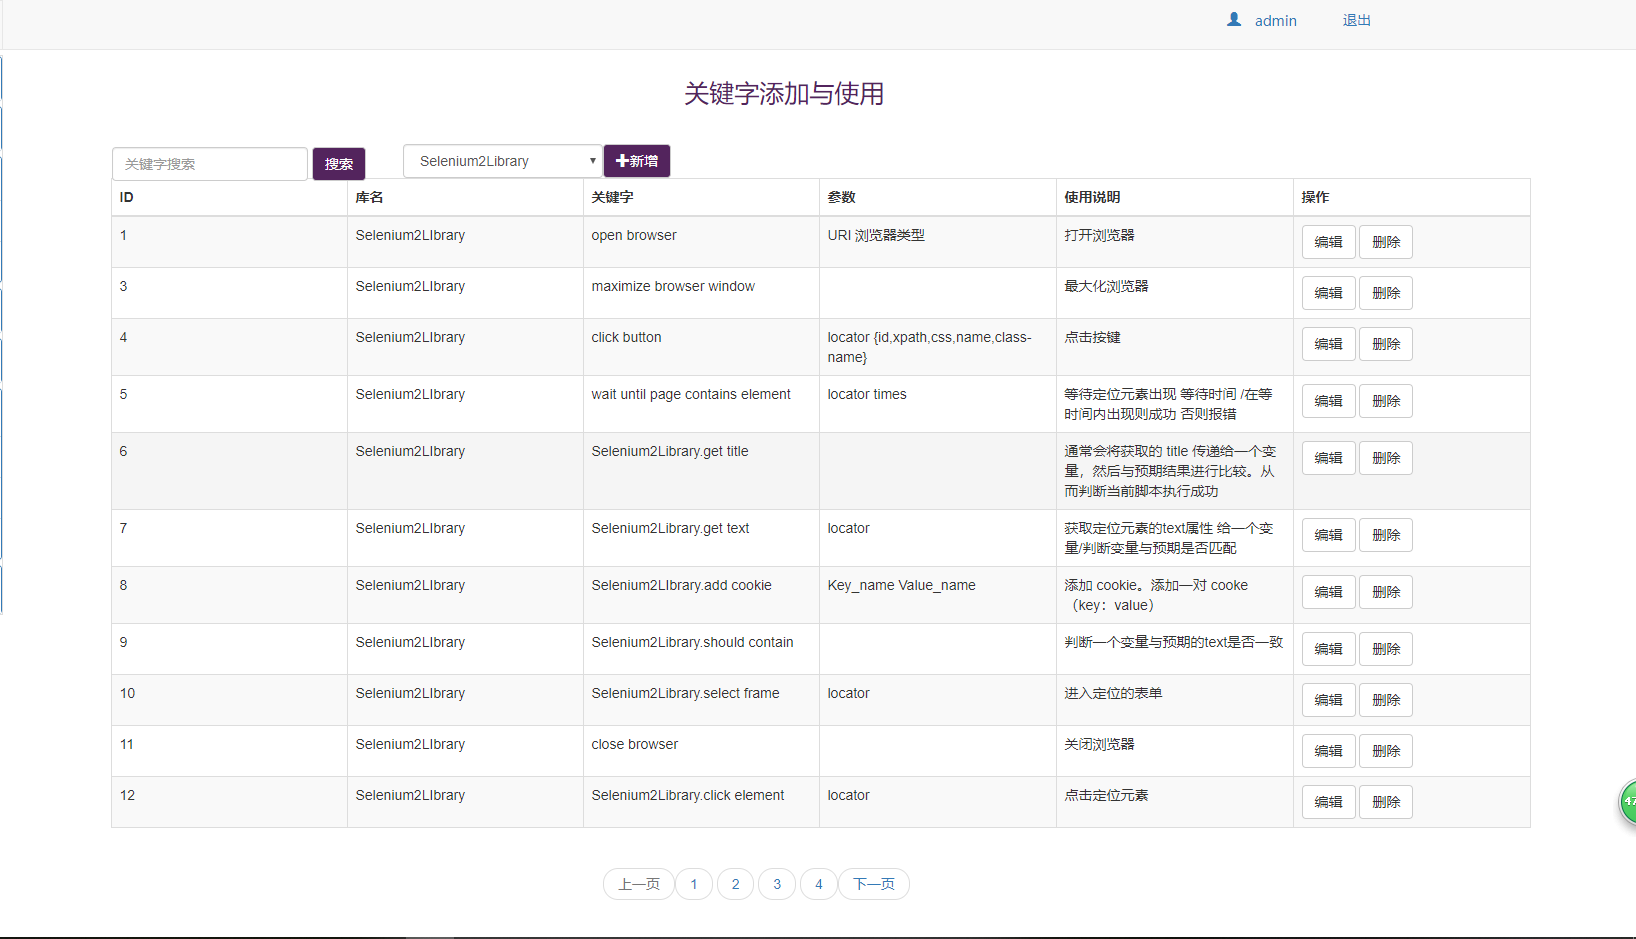 admin 退出
关键字添加与使用
关键字搜索 搜索 Selenium2Library 新增
ID 库名 关键字 参数 使用说明 操作
1 Selenium2LIbrary open browser URI 浏览器类型 打开浏览器 编辑 删除
3 Selenium2LIbrary maximize browser window 最大化浏览器 编辑 删除
4 Selenium2LIbrary click button locator {id,xpath,css,name,class- 点击按键 编辑 删除
name}
5 Selenium2LIbrary wait until page contains element locator times 等待定位元素出现 等待时间 /在等 编辑 删除
时间内出现则成功 否则报错
6 Selenium2LIbrary Selenium2Library.get title 通常会将获取的 title 传递给一个变 编辑 删除
量，然后与预期结果进行比较。从
而判断当前脚本执行成功
7 Selenium2LIbrary Selenium2Library.get text locator 获取定位元素的text属性 给一个变 编辑 删除
量/判断变量与预期是否匹配
8 Selenium2LIbrary Selenium2LIbrary.add cookie Key_name Value_name 添加 cookie。添加一对 cooke 编辑 删除
（key：value）
9 Selenium2LIbrary Selenium2Library.should contain 判断一个变量与预期的text是否一致 编辑 删除
10 Selenium2LIbrary Selenium2Library.select frame locator 进入定位的表单 编辑 删除
11 Selenium2LIbrary close browser 关闭浏览器 编辑 删除
12 Selenium2LIbrary Selenium2Library.click element locator 点击定位元素 编辑 删除
上一页 1 2 3 4 下一页